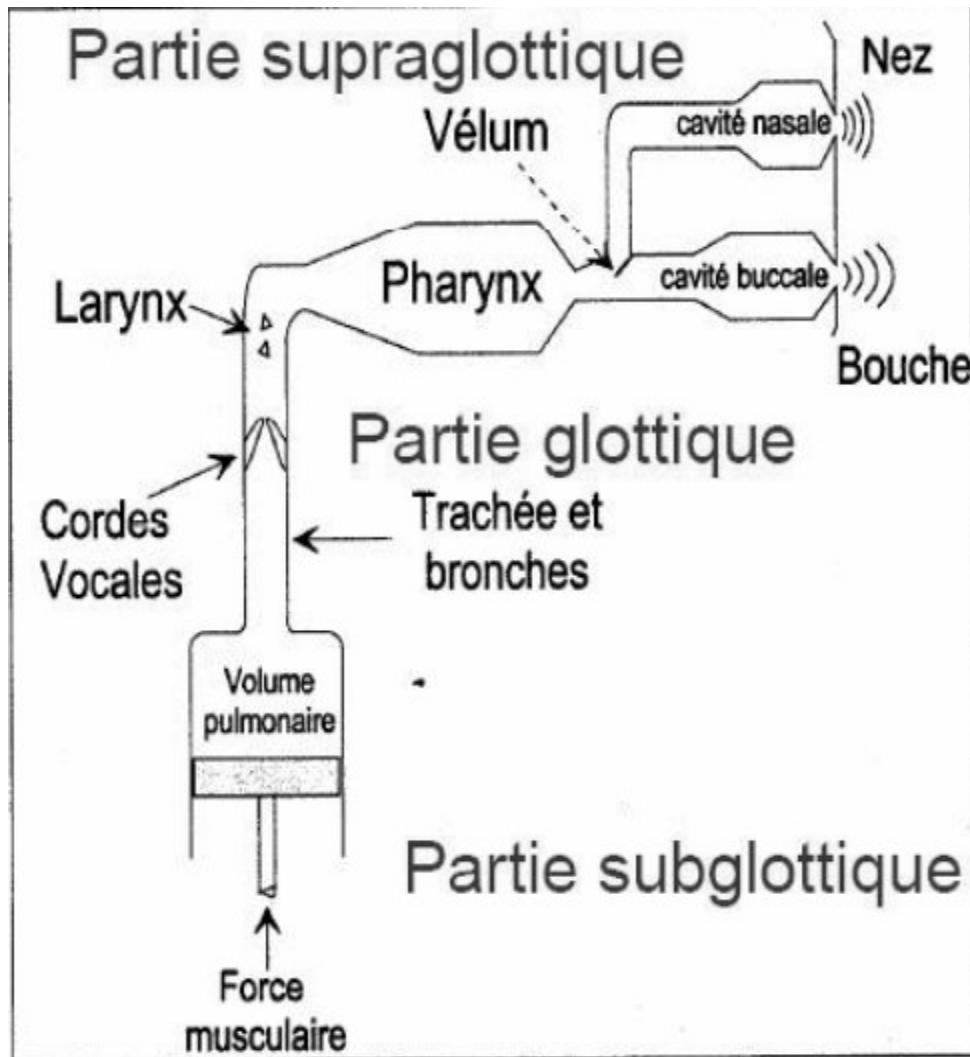 Partie supraglottique
Nez
cavité nasale
Vélum
Pharynx
cavité buccale
Larynx
Bouche
Partie glottique
Cordes
Vocales
Trachée et
bronches
Volume
pulmonaire
Partie subglottique
Force
musculaire